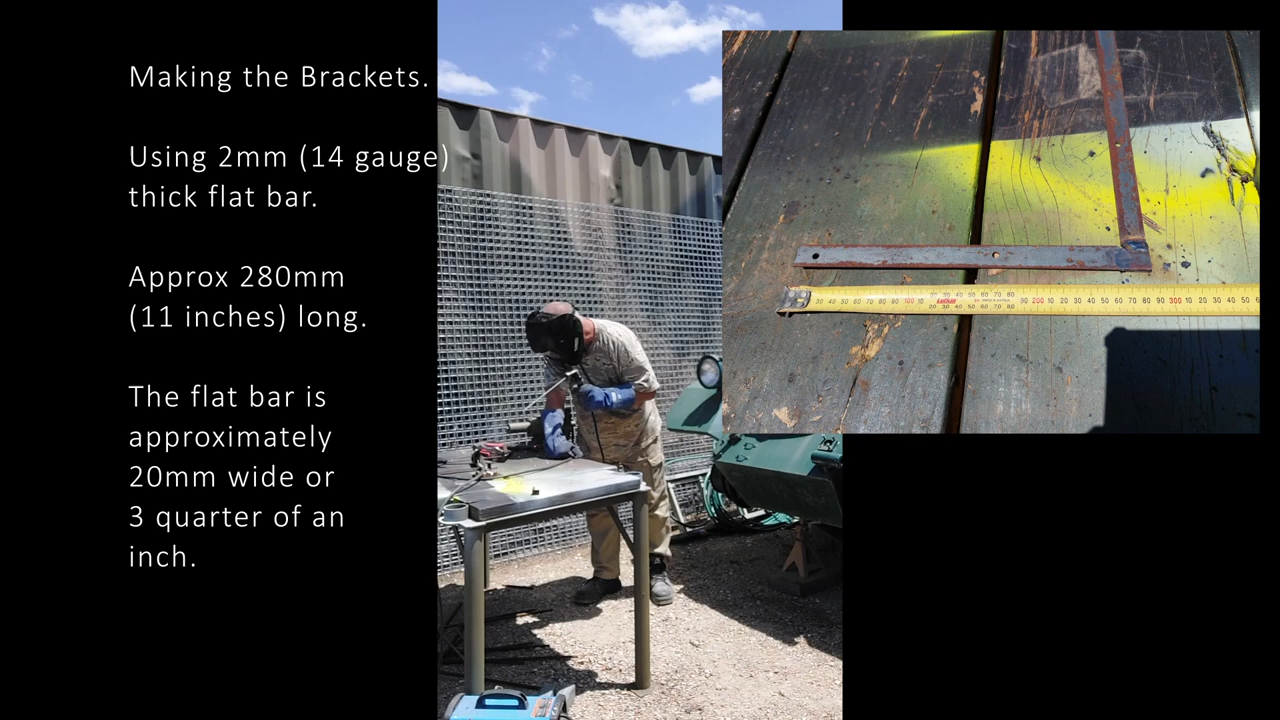 Making the Brackets.
Using 2mm (14 gauge)
thick flat bar.
Approx 280mm
(11 inches) long.
The flat bar is
approximately
20mm wide or
3 quarter of an
inch.